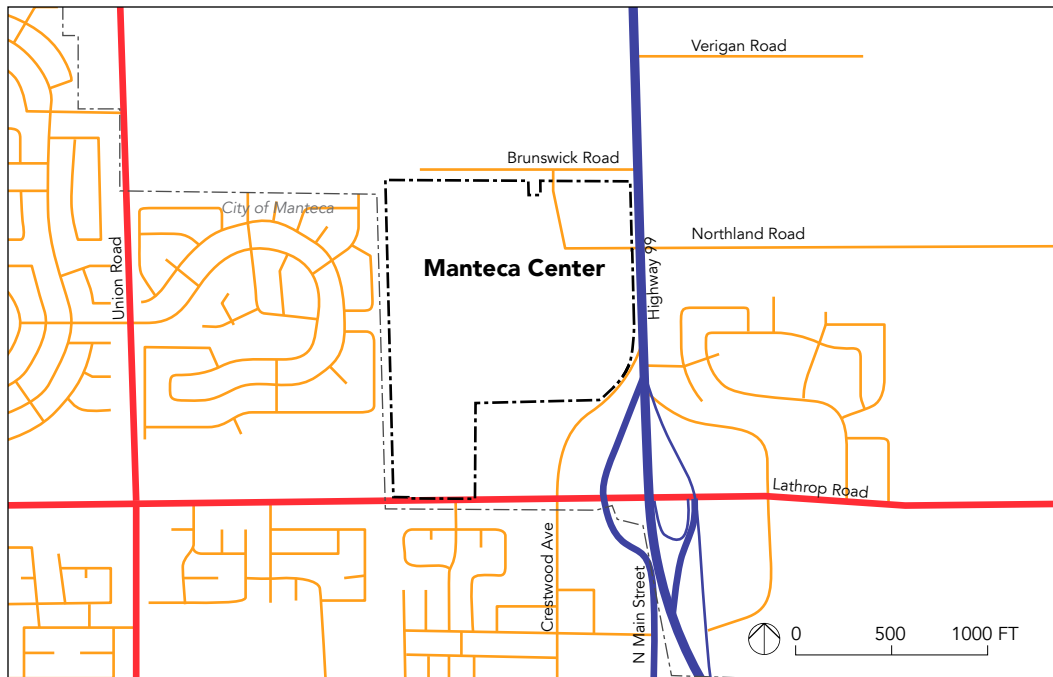 Verigan Road
Brunswick Road
City of Manteca
Northland Road
Manteca Center
Union Road
Highway 99
Lathrop Road
Crestwood Ave
N Main Street
0 500 1000 FT